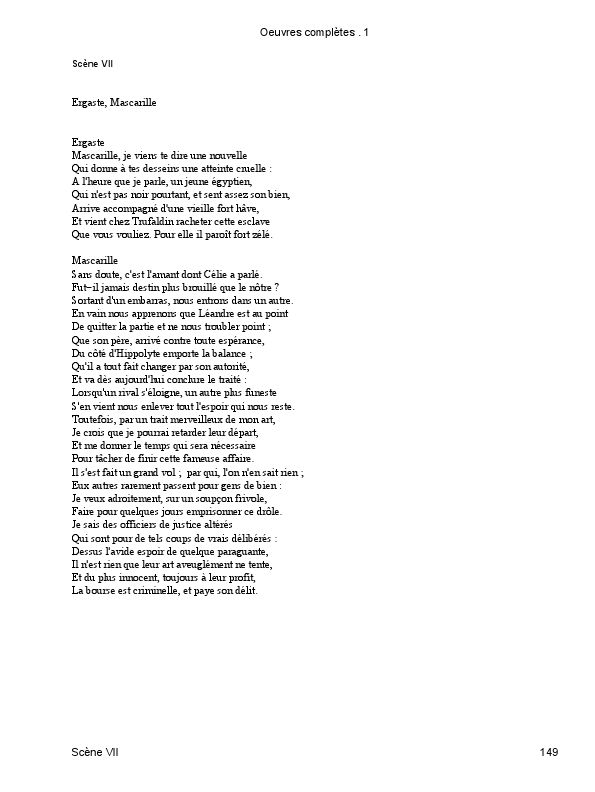 Oeuvres complètes . 1
Scène VII
Ergaste, Mascarille
Ergaste
Mascarille, je viens te dire une nouvelle
Qui donne à tes desseins une atteinte cruelle :
A l'heure que je parle, un jeune égyptien,
Qui n'est pas noir pourtant, et sent assez son bien,
Arrive accompagné d'une vieille fort hâve,
Et vient chez Trufaldin racheter cette esclave
Que vous vouliez. Pour elle il paroît fort zélé.
Mascarille
Sans doute, c'est l'amant dont Célie a parlé.
Fut-il jamais destin plus brouillé que le nôtre ?
Sortant d'un embarras, nous entrons dans un autre.
En vain nous apprenons que Léandre est au point
De quitter la partie et ne nous troubler point ;
Que son père, arrivé contre toute espérance,
Du côté d'Hippolyte emporte la balance ;
Qu'il a tout fait changer par son autorité,
Et va dès aujourd'hui conclure le traité :
Lorsqu'un rival s'éloigne, un autre plus funeste
S'en vient nous enlever tout l'espoir qui nous reste.
Toutefois, par un trait merveilleux de mon art,
Je crois que je pourrai retarder leur départ,
Et me donner le temps qui sera nécessaire
Pour tâcher de finir cette fameuse affaire.
Il s'est fait un grand vol ; par qui, l'on n'en sait rien ;
Eux autres rarement passent pour gens de bien :
Je veux adroitement, sur un soupçon frivole,
Faire pour quelques jours emprisonner ce drôle.
Je sais des officiers de justice altérés
Qui sont pour de tels coups de vrais délibérés :
Dessus l'avide espoir de quelque paraguante,
Il n'est rien que leur art aveuglément ne tente,
Et du plus innocent, toujours à leur profit,
La bourse est criminelle, et paye son délit.
Scène VII
149